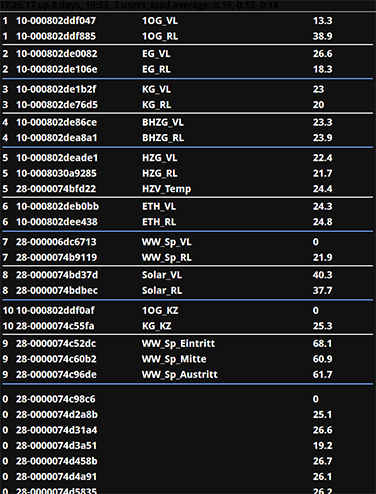 17:26:17 up 8 days, 19:53, 3 users, load average: 0.19, 0.13, 0.14
1 10-000802ddf047 1OG_VL 13.3
1 10-000802ddf885 1OG_RL 38.9
2 10-000802de0082 EG_VL 26.6
2 10-000802de106e EG_RL 18.3
3 10-000802de1b2f KG_VL 23
3 10-000802de76d5 KG_RL 20
4 10-000802de86ce BHZG_VL 23.3
4 10-000802dea8a1 BHZG_RL 23.9
5 10-000802deade1 HZG_VL 22.4
5 10-0008030a9285 HZG_RL 21.7
5 28-0000074bfd22 HZV_Temp 24.4
6 10-000802deb0bb ETH_VL 24.3
6 10-000802dee438 ETH_RL 24.8
7 28-000006dc6713 WW_Sp_VL 0
7 28-0000074b9119 WW_Sp_RL 21.9
8 28-0000074bd37d Solar_VL 40.3
8 28-0000074bdbec Solar_RL 37.7
10 10-000802ddf0af 1OG_KZ 0
10 28-0000074c55fa KG_KZ 25.3
9 28-0000074c52dc WW_Sp_Eintritt 68.1
9 28-0000074c60b2 WW_Sp_Mitte 60.9
9 28-0000074c96de WW_Sp_Austritt 61.7
0 28-0000074c98c6 0
0 28-0000074d2a8b 25.1
0 28-0000074d31a4 26.6
0 28-0000074d3a51 19.2
0 28-0000074d458b 26.7
0 28-0000074d4a91 26.1
0 28-0000074d5835 26.2